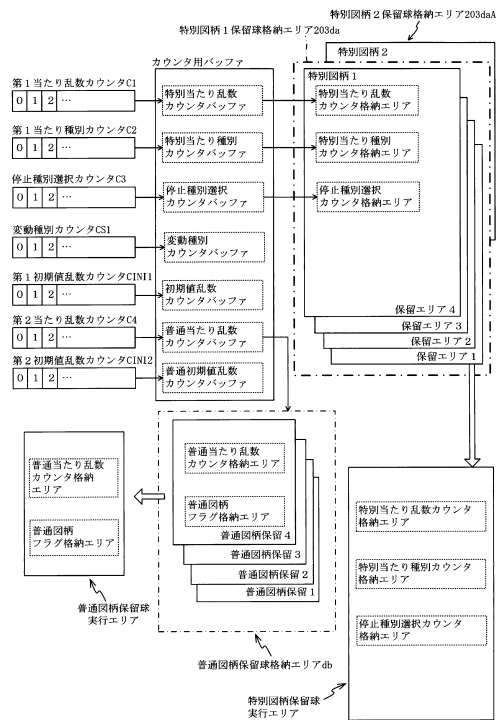 特別図柄2保留球格納エリア203daA
特別図柄1保留球格納エリア203da
特別図柄2
カウンタ用バッファ
特別図柄1
第1当たり乱数カウンタC1
0 1 2 …
特別当たり乱数
カウンタバッファ
特別当たり乱数
カウンタ格納エリア
第1当たり種別カウンタC2
0 1 2 …
特別当たり種別
カウンタバッファ
特別当たり種別
カウンタ格納エリア
停止種別選択カウンタC3
0 1 2 …
停止種別選択
カウンタバッファ
停止種別選択
カウンタ格納エリア
変動種別カウンタCS1
0 1 2 …
変動種別
カウンタバッファ
第1初期値乱数カウンタCINI1
0 1 2 …
初期値乱数
カウンタバッファ
保留エリア4
保留エリア3
保留エリア2
保留エリア1
第2当たり乱数カウンタC4
0 1 2 …
普通当たり乱数
カウンタバッファ
第2初期値乱数カウンタCINI2
0 1 2 …
普通初期値乱数
カウンタバッファ
普通当たり乱数
カウンタ格納
エリア
普通図柄
フラグ格納エリア
普通図柄保留球
実行エリア
普通当たり乱数
カウンタ格納エリア
普通図柄
フラグ格納エリア
普通図柄保留4
普通図柄保留3
普通図柄保留2
普通図柄保留1
普通図柄保留球格納エリアdb
特別当たり乱数カウンタ
格納エリア
特別当たり種別カウンタ
格納エリア
停止種別選択カウンタ
格納エリア
特別図柄保留球
実行エリア